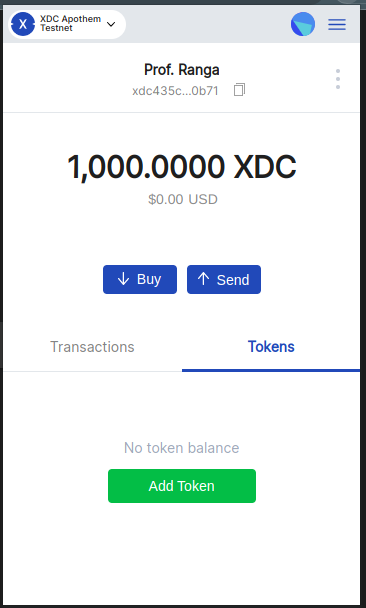 X
XDC Apothem
Testnet
Prof. Ranga
xdc435c...0b71
1,000.0000 XDC
$0.00 USD
Buy
Send
Transactions
Tokens
No token balance
Add Token